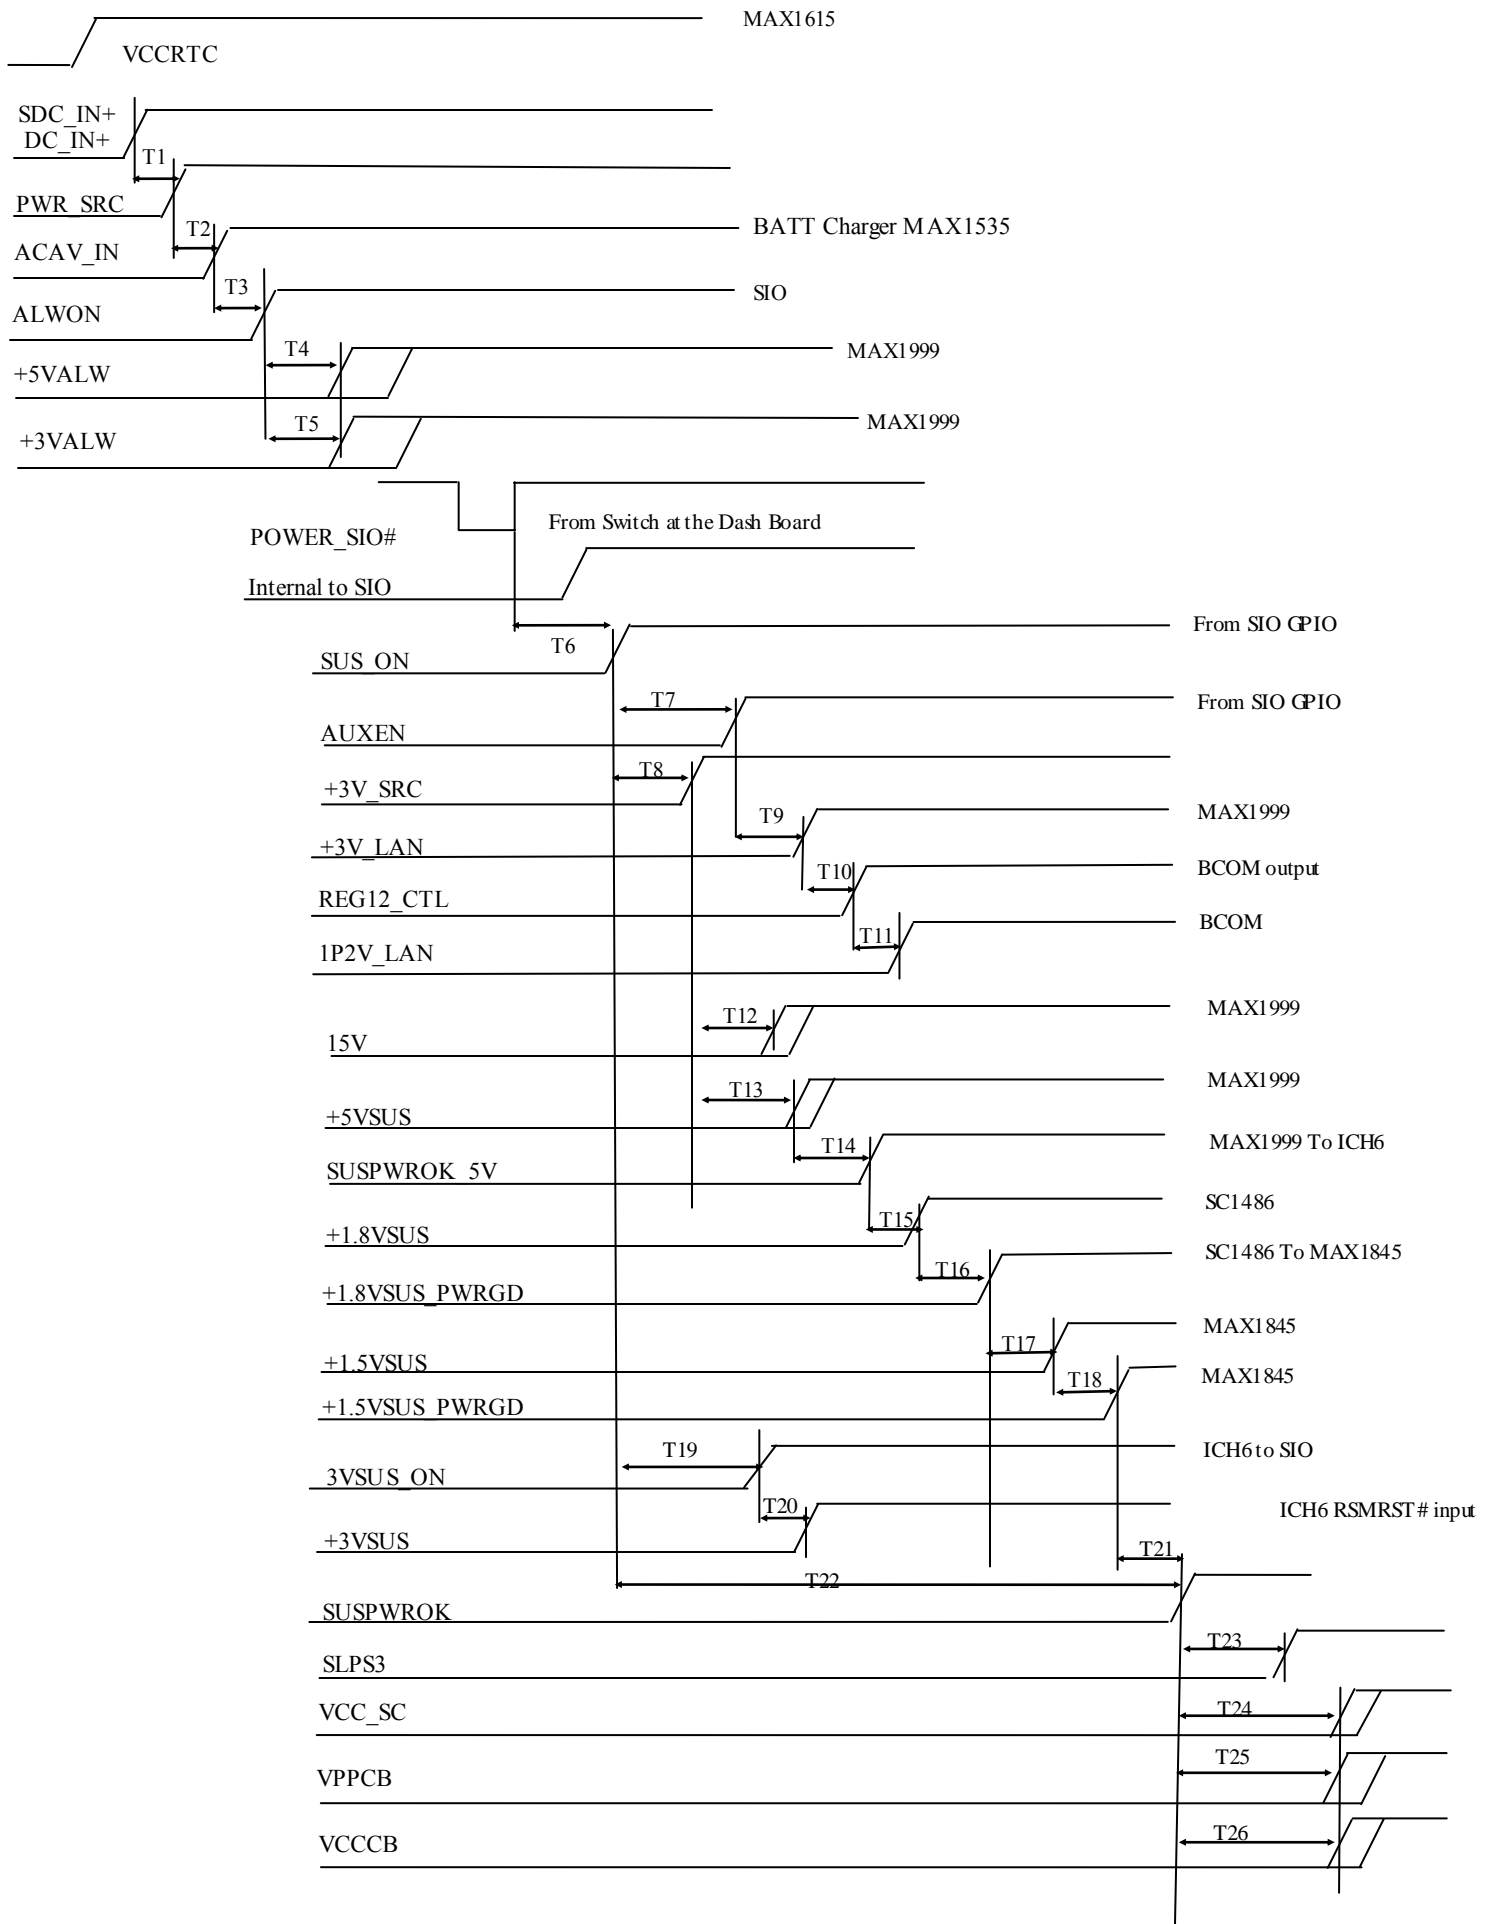 MAX1615
VCCRTC
SDC_IN+
DC_IN+
T1
PWR_SRC
T2
BATT Charger MAX1535
ACAV_IN
T3
SIO
ALWON
T4
MAX1999
+5VALW
T5
MAX1999
+3VALW
From Switch at the Dash Board
POWER_SIO#
Internal to SIO
From SIO GPIO
T6
SUS_ON
T7
From SIO GPIO
AUXEN
T8
+3V_SRC
T9
MAX1999
+3V_LAN
T10
BCOM output
REG12_CTL
BCOM
T11
1P2V_LAN
MAX1999
T12
15V
MAX1999
T13
+5VSUS
T14
MAX1999 To ICH6
SUSPWROK_5V
SC1486
T15
+1.8VSUS
SC1486 To MAX1845
T16
+1.8VSUS_PWRGD
MAX1845
T17
+1.5VSUS
MAX1845
T18
+1.5VSUS_PWRGD
T19
ICH6 to SIO
3VSUS_ON
T20
ICH6 RSMRST# input
+3VSUS
T21
T22
SUSPWROK
T23
SLPS3
T24
VCC_SC
T25
VPPCB
T26
VCCCB